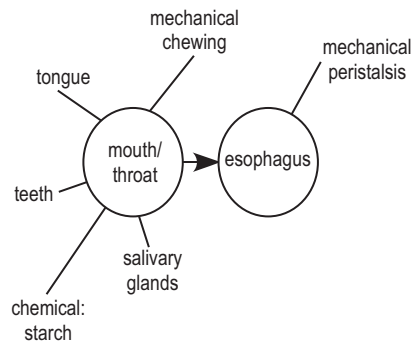 mechanical
chewing
mechanical
peristalsis
tongue
mouth/
throat
esophagus
teeth
salivary
glands
chemical:
starch